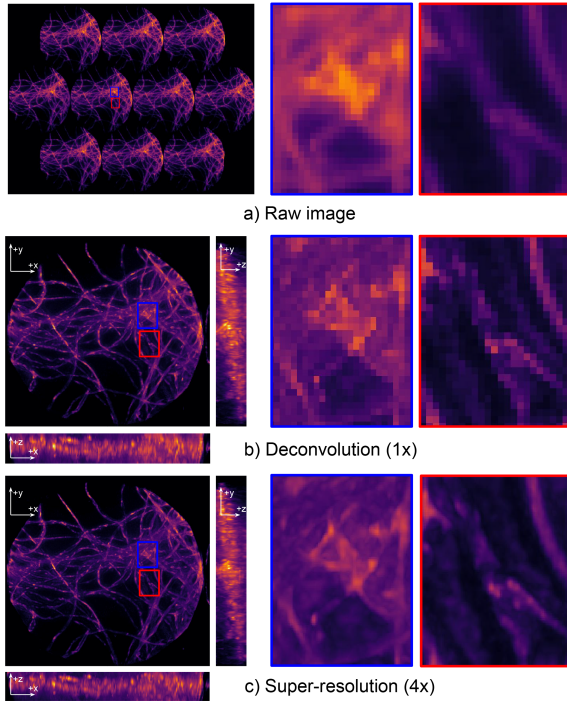 a) Raw image
+y
+x
+y
+z
+z
+x
b) Deconvolution (1x)
+y
+x
+y
+z
+z
+x
c) Super-resolution (4x)